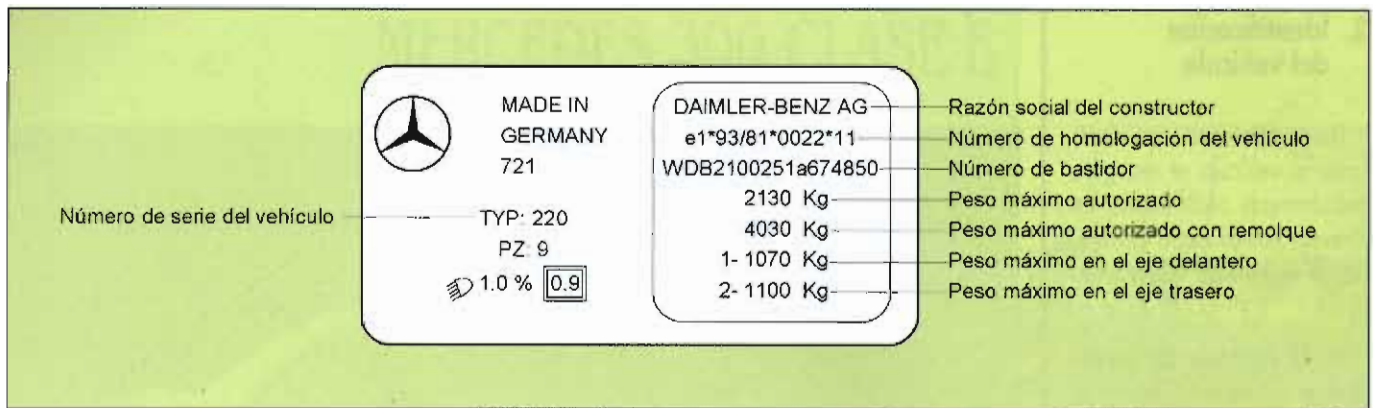 MADE IN
GERMANY
721
Número de serie del vehículo
TYP: 220
PZ: 9
1.0 % 0.9
DAIMLER-BENZ AG
Razón social del constructor
e1*93/81*0022*11
Número de homologación del vehículo
WDB2100251a674850
Número de bastidor
2130 Kg
Peso máximo autorizado
4030 Kg
Peso máximo autorizado con remolque
1- 1070 Kg
Peso máximo en el eje delantero
2- 1100 Kg
Peso máximo en el eje trasero